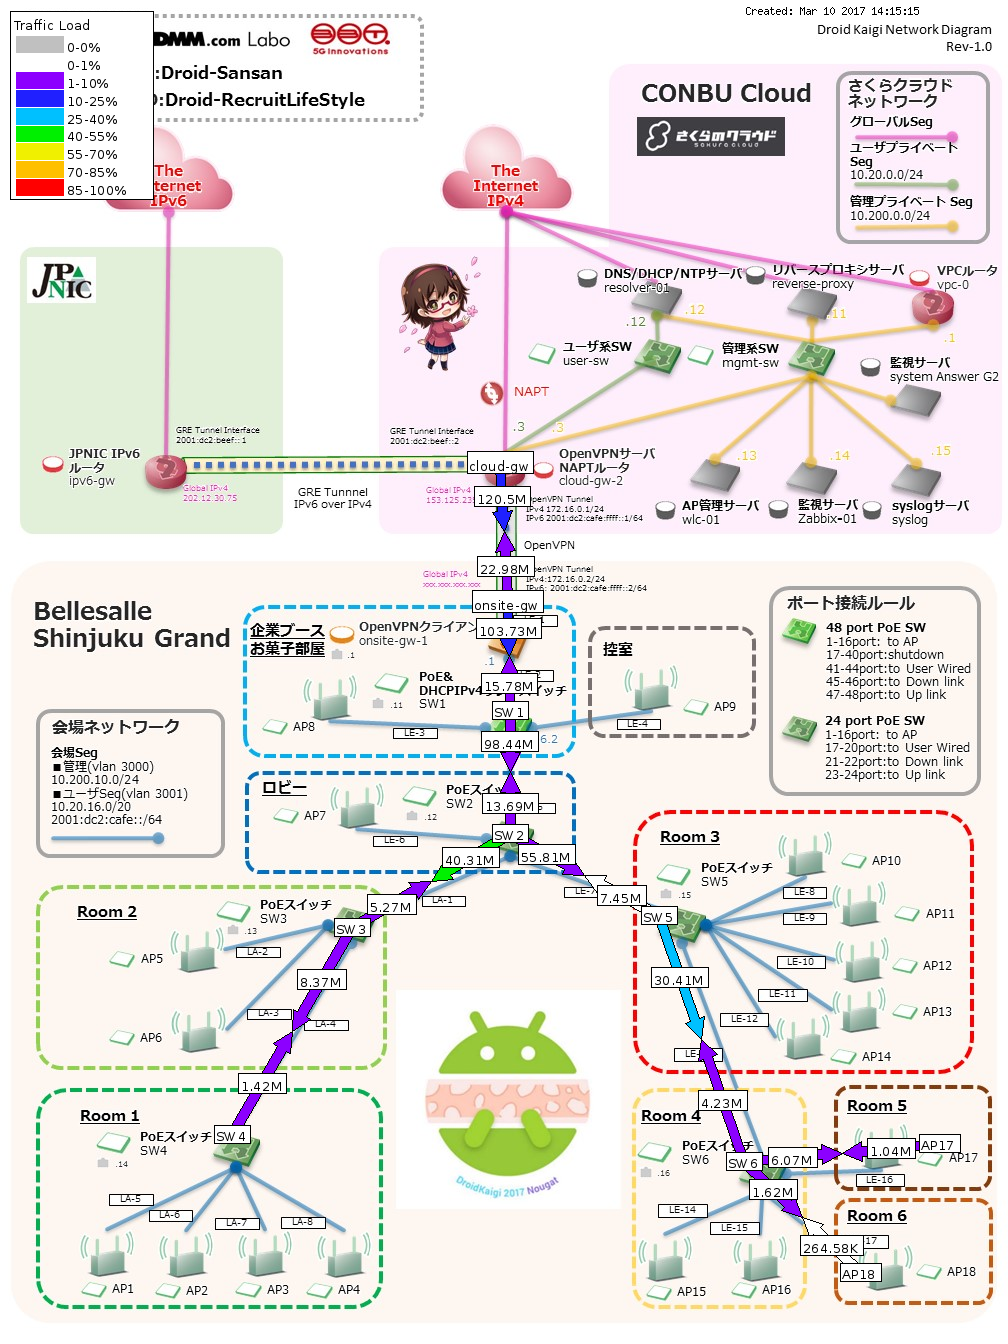 Created: Mar 10 2017 14:15:15
Droid Kaigi Network Diagram
Rev-1.0
Traffic Load
0-0%
0-1%
1-10%
10-25%
25-40%
40-55%
55-70%
70-85%
85-100%
DMM.com Labo
5G innovations
:Droid-Sansan
:Droid-RecruitLifeStyle
The
Internet
IPv6
The
Internet
IPv4
CONBU Cloud
さくらのクラウド
SAKURA CLOUD
さくらクラウド
ネットワーク
グローバルSeg
ユーザプライベート
Seg
10.20.0.0/24
管理プライベート Seg
10.200.0.0/24
JPNIC
DNS/DHCP/NTPサーバ
resolver-01
リバースプロキシサーバ
reverse-proxy
VPCルータ
vpc-0
.12
.12
.11
.1
ユーザ系SW
user-sw
管理系SW
mgmt-sw
監視サーバ
system Answer G2
NAPT
.3
.3
.13
.14
.15
GRE Tunnel Interface
2001:dc2:beef::1
GRE Tunnel Interface
2001:dc2:beef::2
JPNIC IPv6
ルータ
ipv6-gw
Global IPv4
202.12.30.75
GRE Tunnnel
IPv6 over IPv4
cloud-gw
Global IPv4
OpenVPNサーバ
NAPTルータ
cloud-gw-2
120.5M
OpenVPN Tunnel
IPv4 172.16.0.1/24
IPv6 2001:dc2:cafe:ffff::1/64
AP管理サーバ
wlc-01
監視サーバ
Zabbix-01
syslogサーバ
syslog
OpenVPN
22.98M
Global IPv4
xxx.xxx.xxx.xxx
OpenVPN Tunnel
IPv4:172.16.0.2/24
IPv6: 2001:dc2:cafe:ffff::2/64
onsite-gw
Bellesalle
Shinjuku Grand
企業ブース
お菓子部屋
OpenVPNクライアン
onsite-gw-1
.1
103.73M
.1
15.78M
PoE&
DHCPIPv4
スイッチ
SW1
.11
AP8
LE-3
SW1
98.44M
控室
AP9
LE-4
ポート接続ルール
48 port PoE SW
1-16port: to AP
17-40port:shutdown
41-44port:to User Wired
45-46port:to Down link
47-48port:to Up link
24 port PoE SW
1-16port: to AP
17-20port:to User Wired
21-22port:to Down link
23-24port:to Up link
会場ネットワーク
会場Seg
■管理(vlan 3000)
10.200.10.0/24
■ユーザSeg(vlan 3001)
10.20.16.0/20
2001:dc2:cafe::/64
ロビー
PoEスイッ
SW2
.12
AP7
LE-6
13.69M
SW2
40.31M
55.81M
LA-1
5.27M
7.45M
Room 2
PoEスイッチ
SW3
.13
SW3
LA-2
AP5
8.37M
LA-3
LA-4
AP6
1.42M
Room 1
PoEスイッチ
SW4
.14
SW4
LA-5
LA-6
LA-7
LA-8
AP1
AP2
AP3
AP4
Room 3
PoEスイッチ
SW5
.15
SW5
30.41M
LE-8
LE-9
LE-10
LE-11
LE-12
AP10
AP11
AP12
AP13
AP14
4.23M
Room 4
PoEスイッチ
SW6
.16
SW6
6.07M
1.62M
LE-14
LE-15
AP15
AP16
Room 5
1.04M
AP17
AP17
LE-16
Room 6
264.58K
17
AP18
AP18
DroidKaigi 2017 Nougat